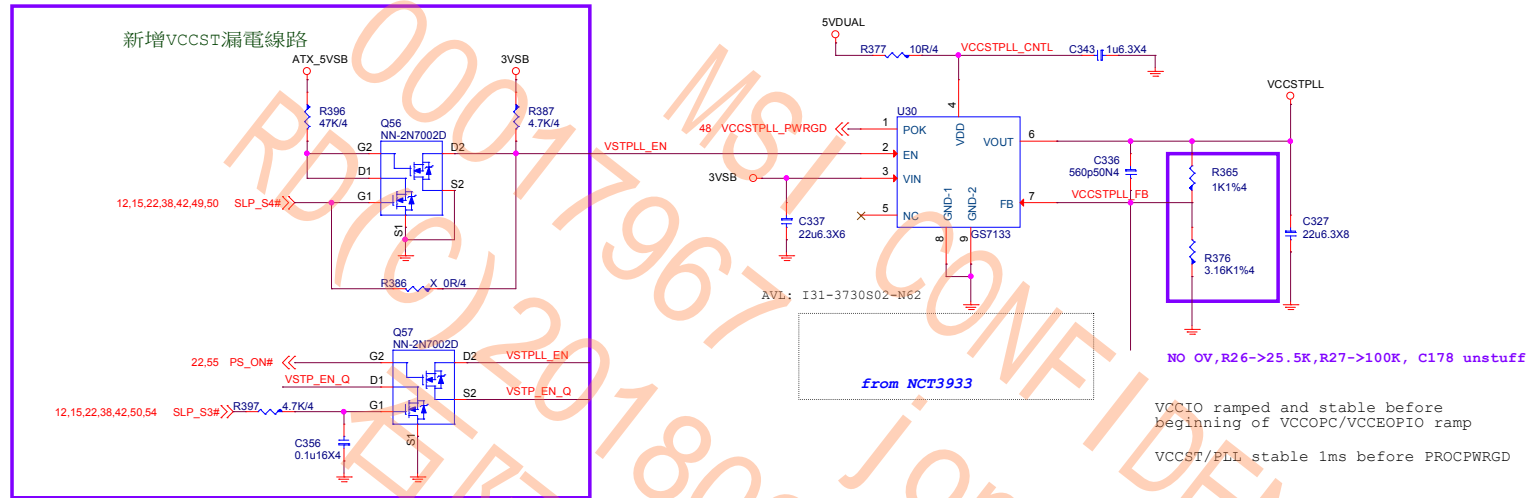 新增VCCST漏電線路
ATX_5VSB
3VSB
R396
47K/4
R387
4.7K/4
Q56
NN-2N7002D
G2
D2
D1
S2
G1
S1
12,15,22,38,42,49,50 SLP_S4#
R386 X_0R/4
VSTPLL_EN
Q57
NN-2N7002D
22,55 PS_ON#
G2
D2
VSTPLL_EN
VSTP_EN_Q
D1
S2
VSTP_EN_Q
12,15,22,38,42,50,54 SLP_S3#
R397 4.7K/4
G1
S1
C356
0.1u16X4
5VDUAL
R377 10R/4
VCCSTPLL_CNTL
C343 1u6.3X4
VCCSTPLL
U30
4
48 VCCSTPLL_PWRGD
1
POK
VDD
VOUT
6
2
EN
3VSB
3
VIN
5
NC
GND-1
GND-2
FB
7
VCCSTPLL_FB
8
9
GS7133
C337
22u6.3X6
C336
560p50N4
R365
1K1%4
R376
3.16K1%4
C327
22u6.3X8
AVL: I31-3730S02-N62
from NCT3933
NO OV,R26->25.5K,R27->100K, C178 unstuff
VCCIO ramped and stable before
beginning of VCCOPC/VCCEOPIO ramp
VCCST/PLL stable 1ms before PROCPWRGD
MSI CONFIDEN
00017967
RD(C)20180
jon